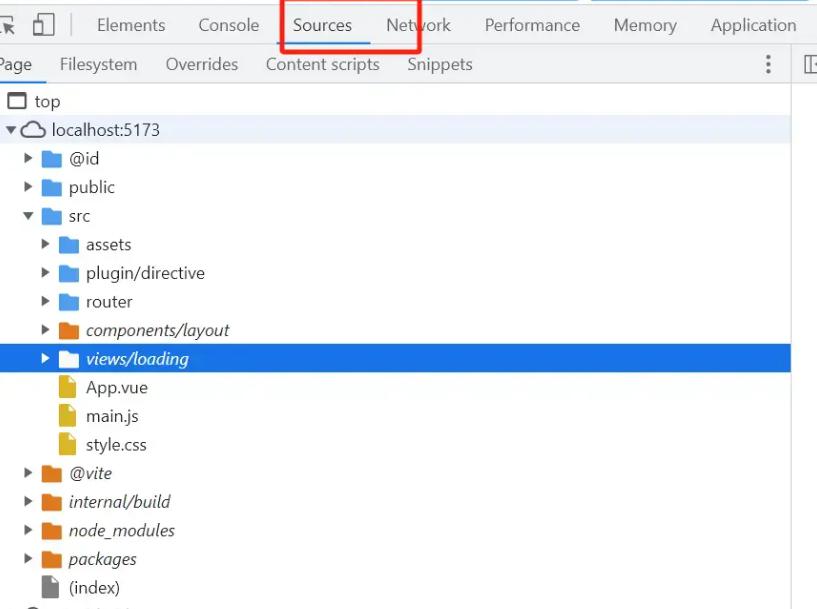 Elements Console Sources Network Performance Memory Application
Page Filesystem Overrides Content scripts Snippets
top
localhost:5173
@id
public
src
assets
plugin/directive
router
components/layout
views/loading
App.vue
main.js
style.css
@vite
internal/build
node_modules
packages
(index)